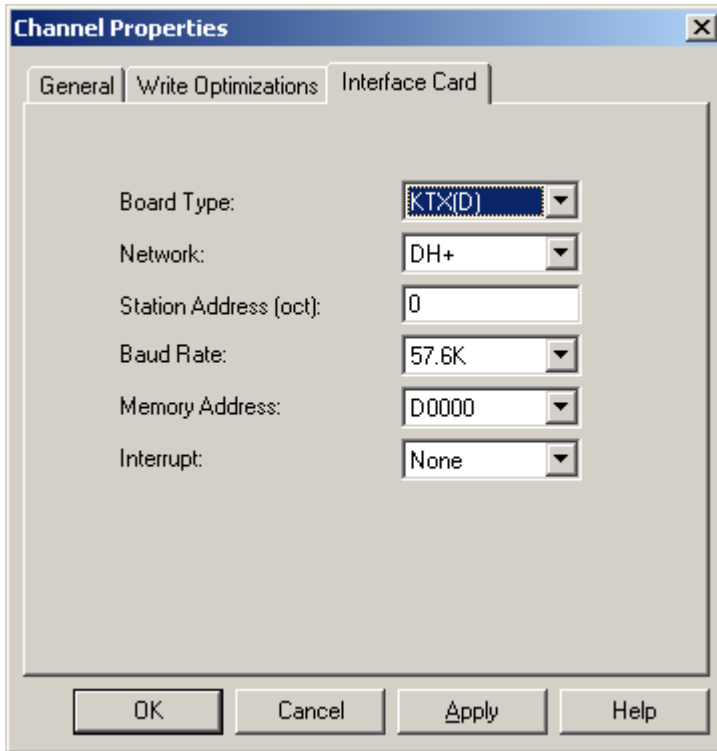 Channel Properties
General Write Optimizations Interface Card
Board Type: KTX(D)
Network: DH+
Station Address (oct): 0
Baud Rate: 57.6K
Memory Address: D0000
Interrupt: None
OK Cancel Apply Help